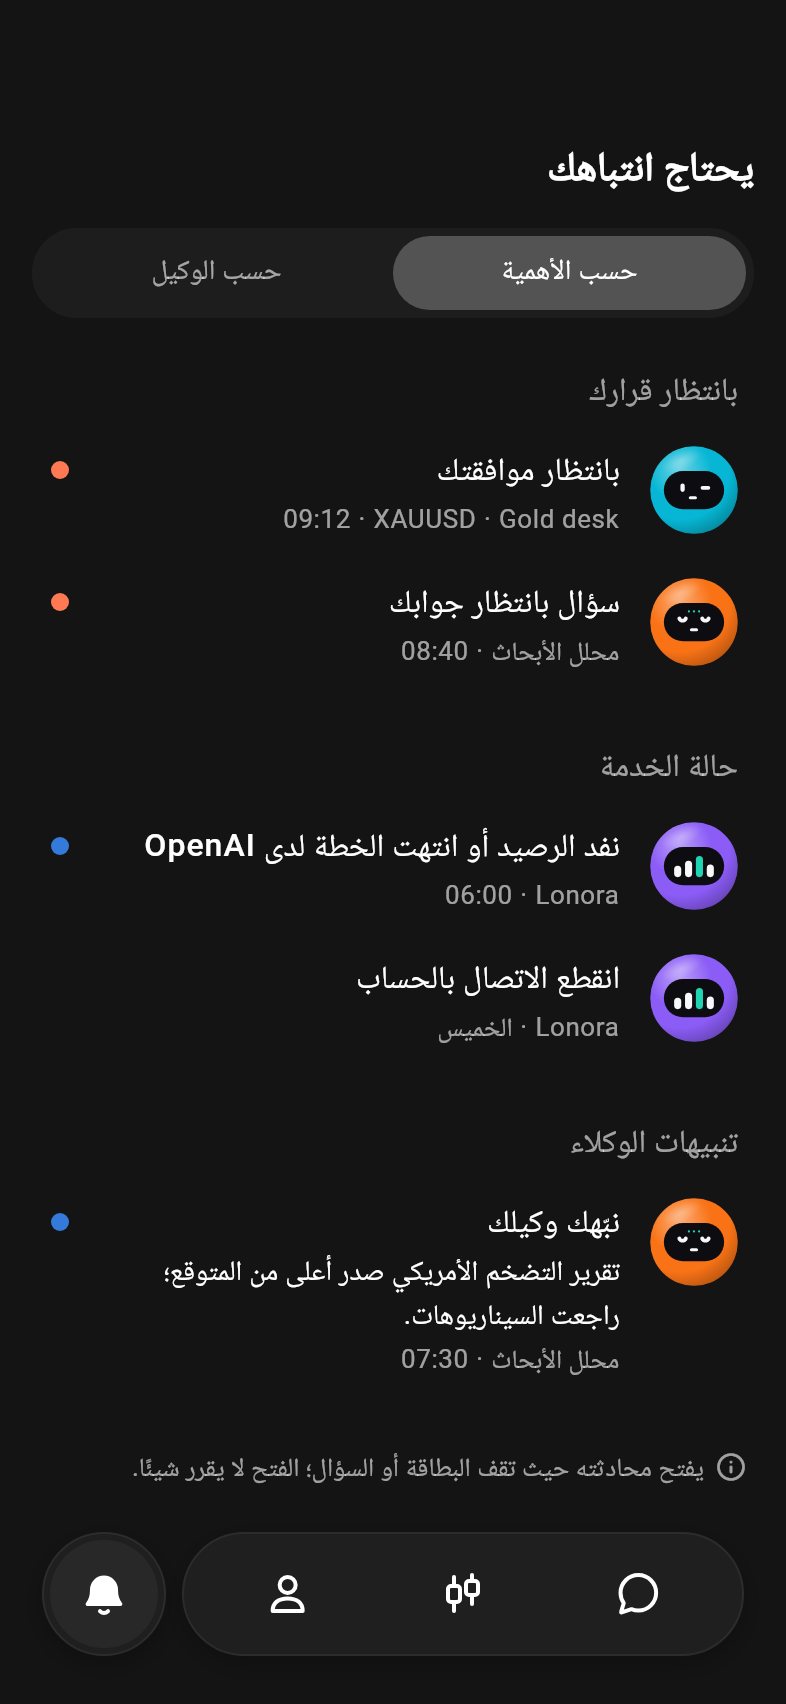 يحتاج انتباهك
حسب الأهمية
حسب الوكيل
بانتظار قرارك
بانتظار موافقتك
Gold desk · XAUUSD · 09:12
سؤال بانتظار جوابك
محلل الأبحاث · 08:40
حالة الخدمة
نفد الرصيد أو انتهت الخطة لدى OpenAI
Lonora · 06:00
انقطع الاتصال بالحساب
Lonora · الخميس
تنبيهات الوكلاء
نبّهك وكيلك
تقرير التضخم الأمريكي صدر أعلى من المتوقع؛
راجعت السيناريوهات.
محلل الأبحاث · 07:30
يفتح محادثته حيث تقف البطاقة أو السؤال؛ الفتح لا يقرر شيئًا.